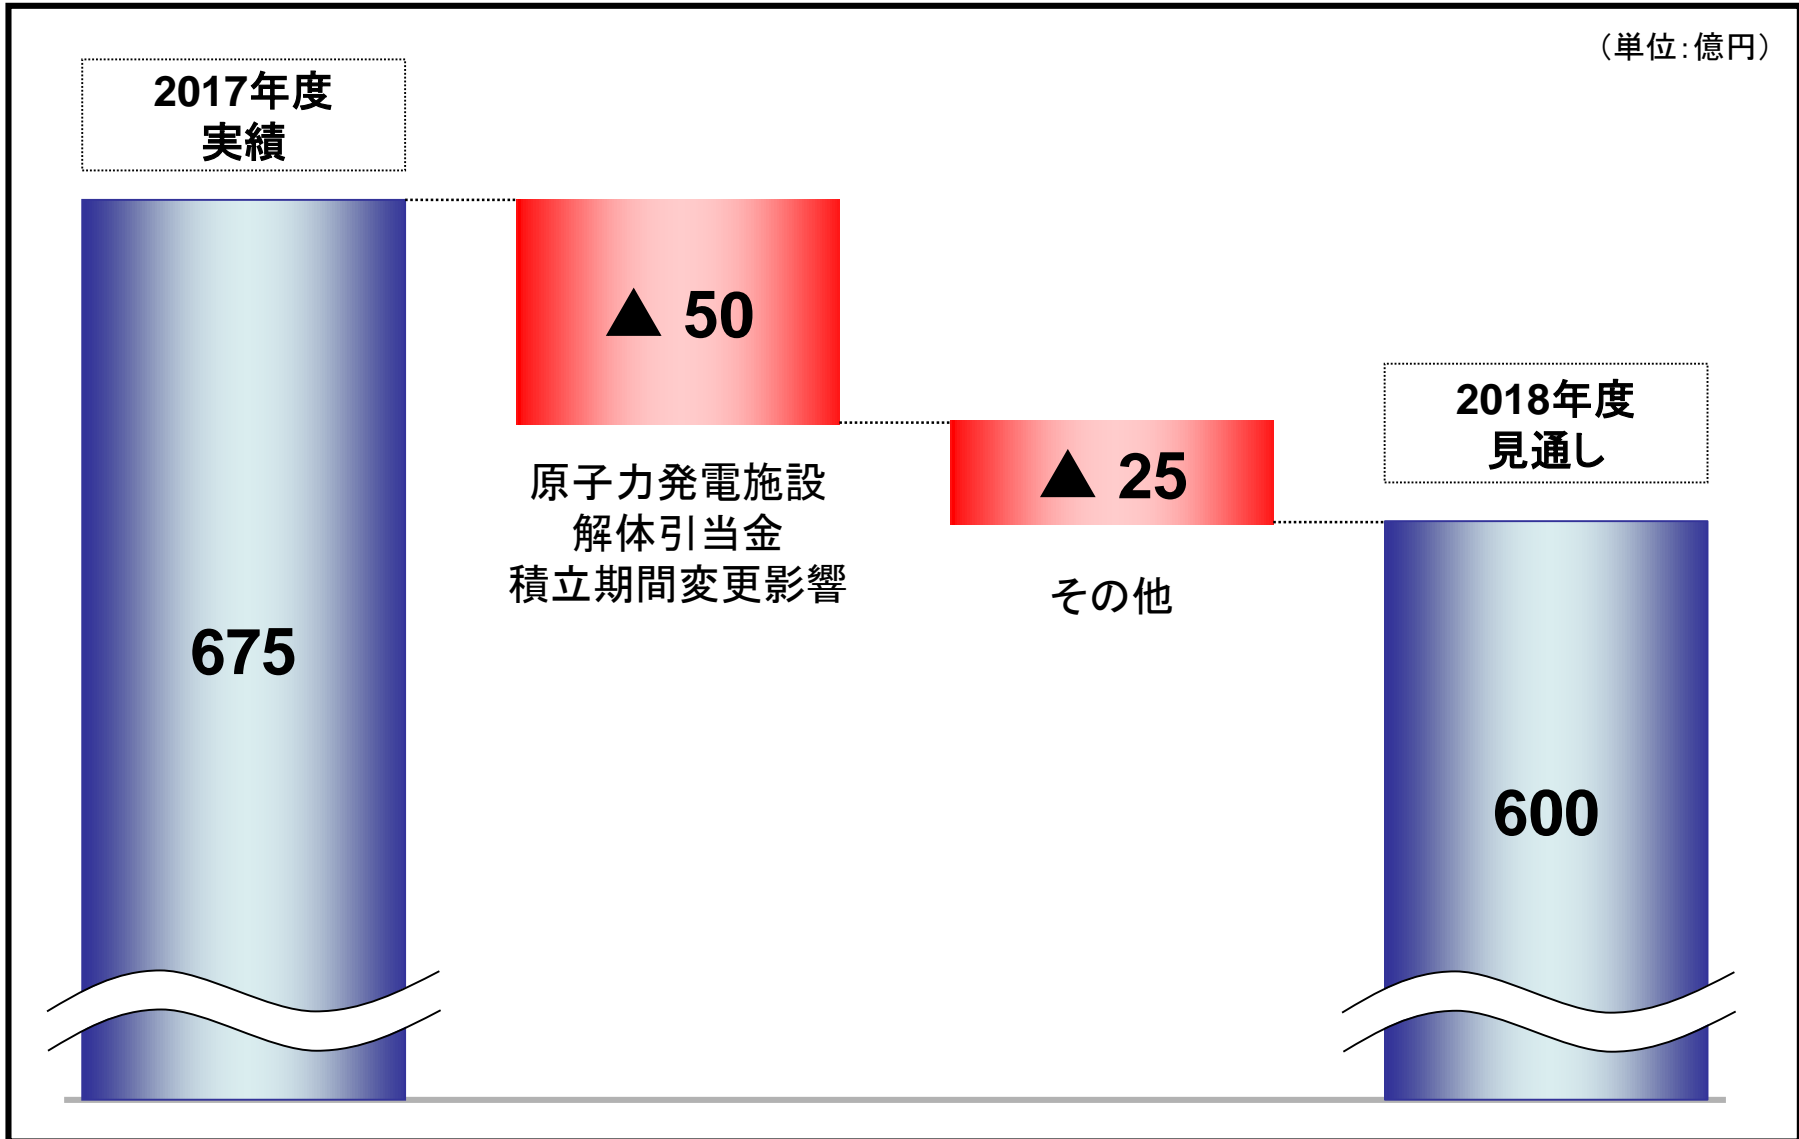 （単位：億円）
2017年度
実績
▲ 50
原子力発電施設
解体引当金
積立期間変更影響
▲ 25
その他
2018年度
見通し
675
600